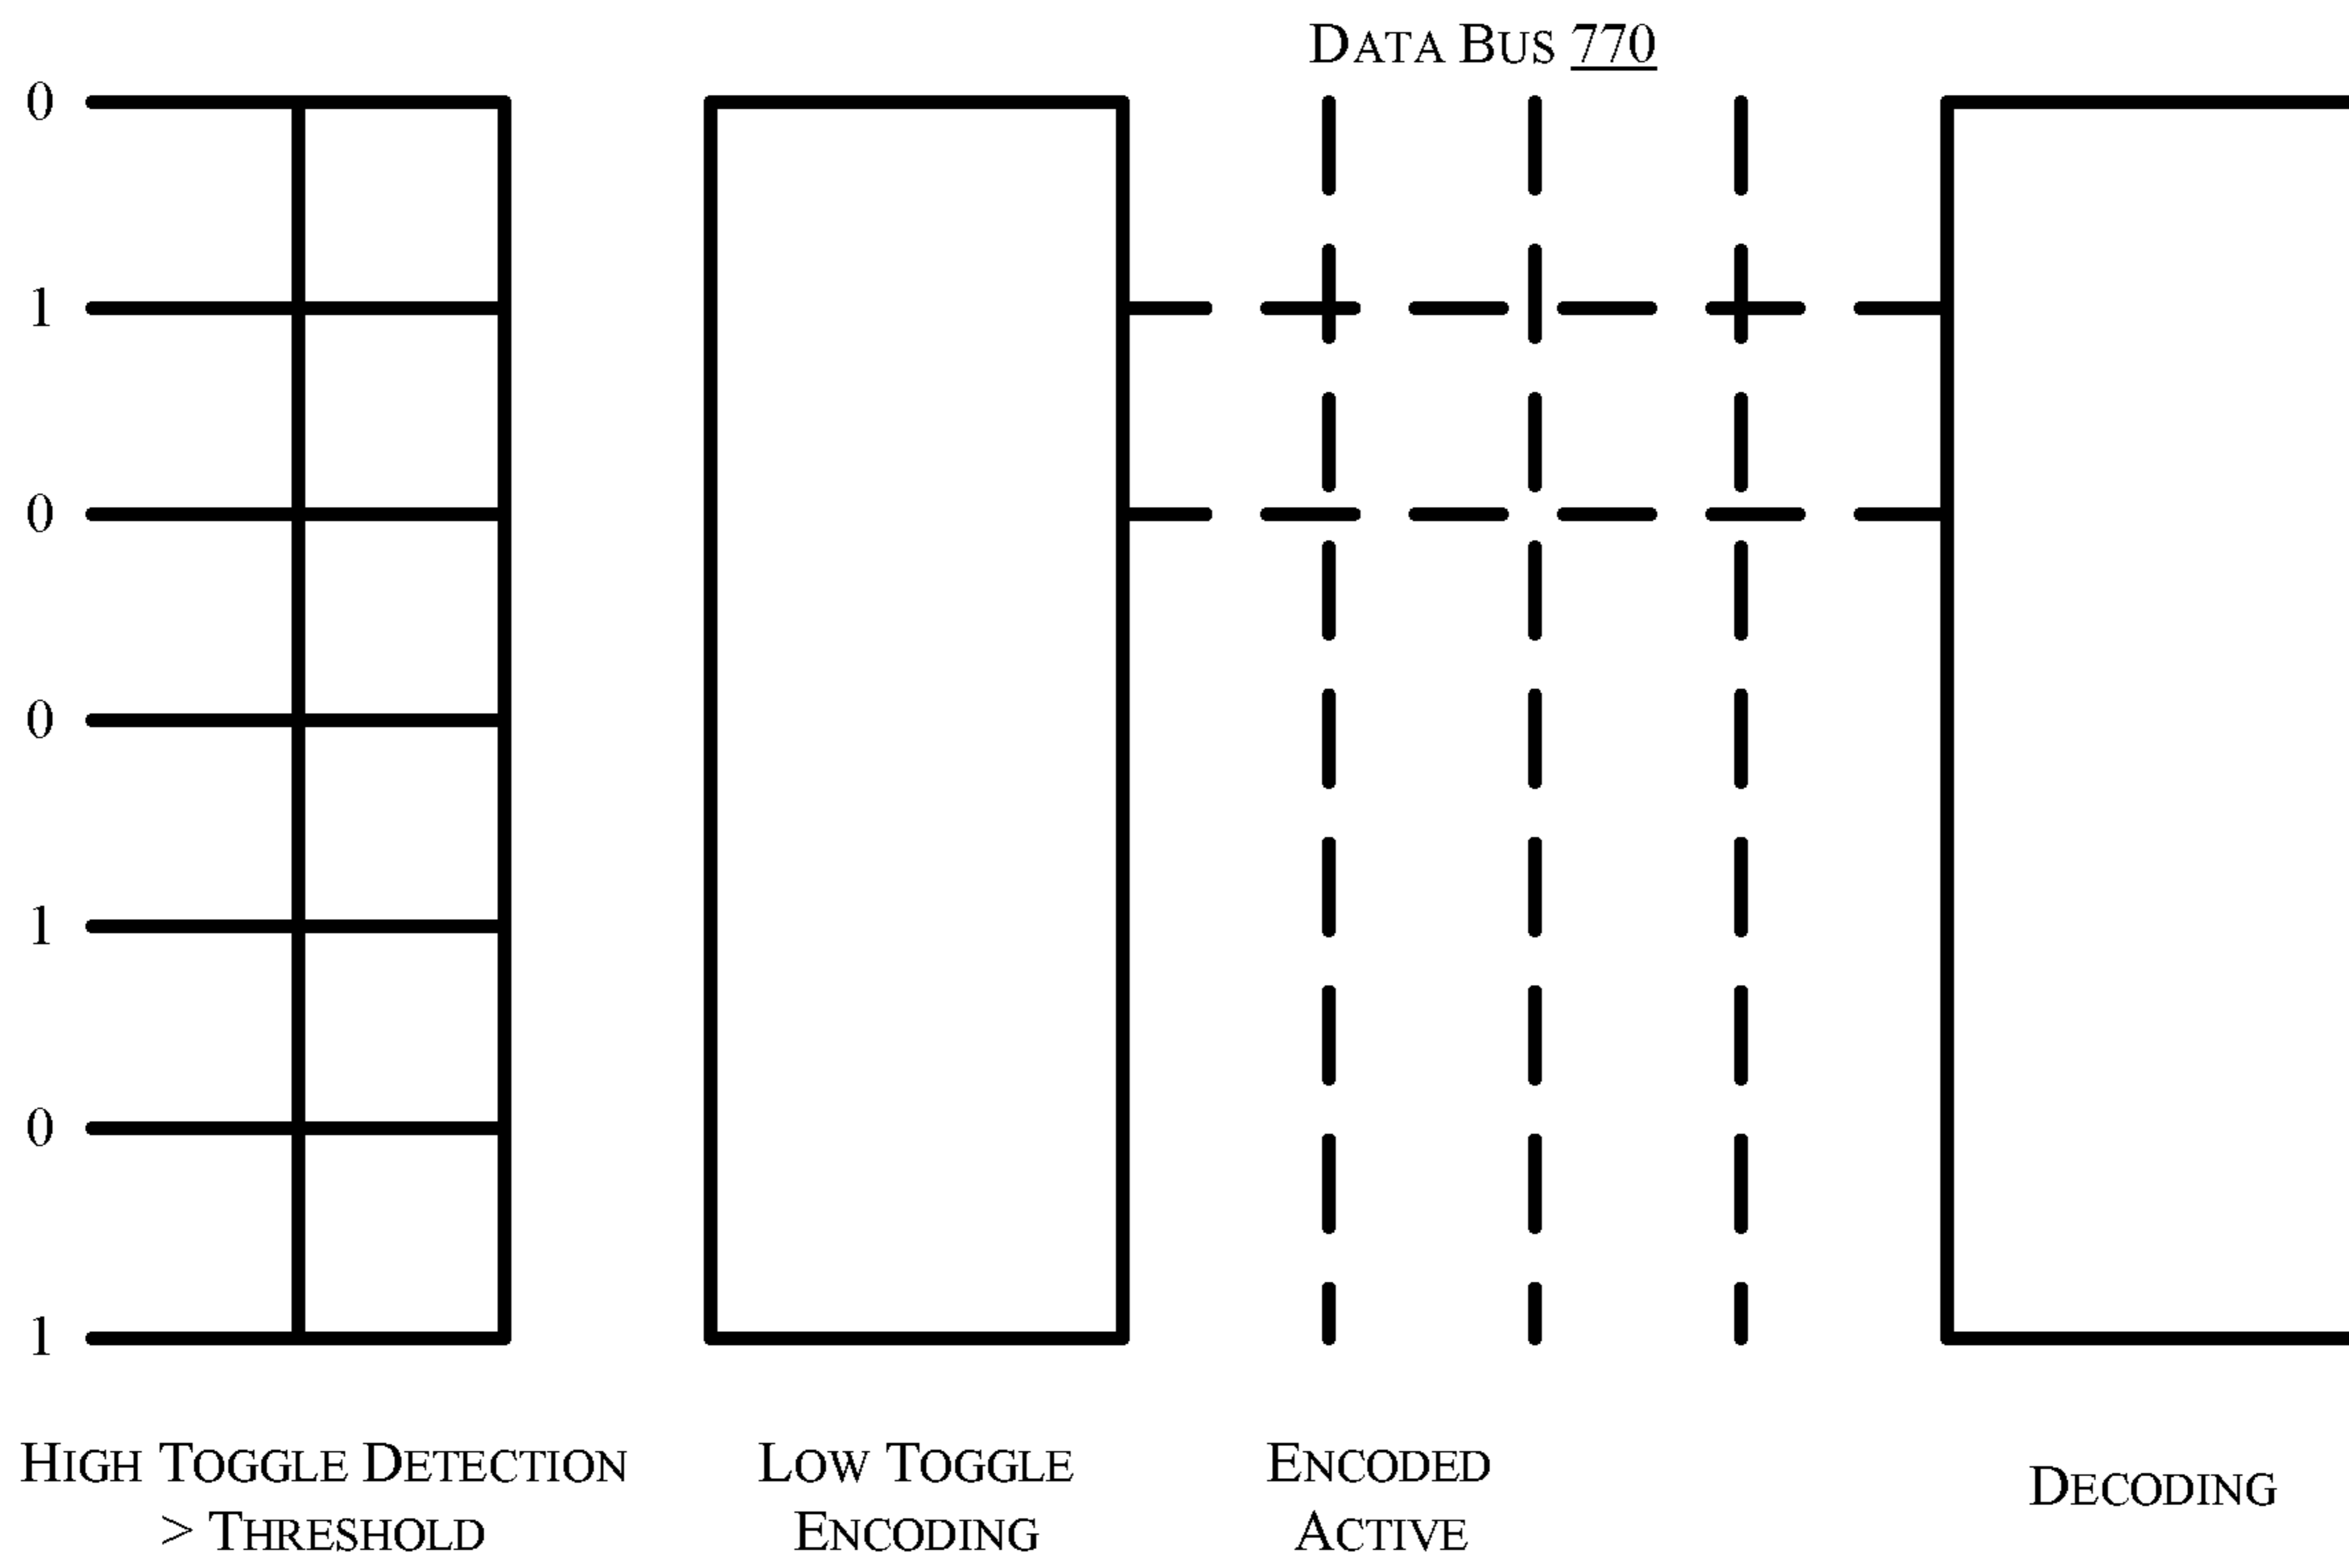 DATA BUS 770
0
1
0
0
1
0
1
HIGH TOGGLE DETECTION
> THRESHOLD
LOW TOGGLE
ENCODING
ENCODED
ACTIVE
DECODING